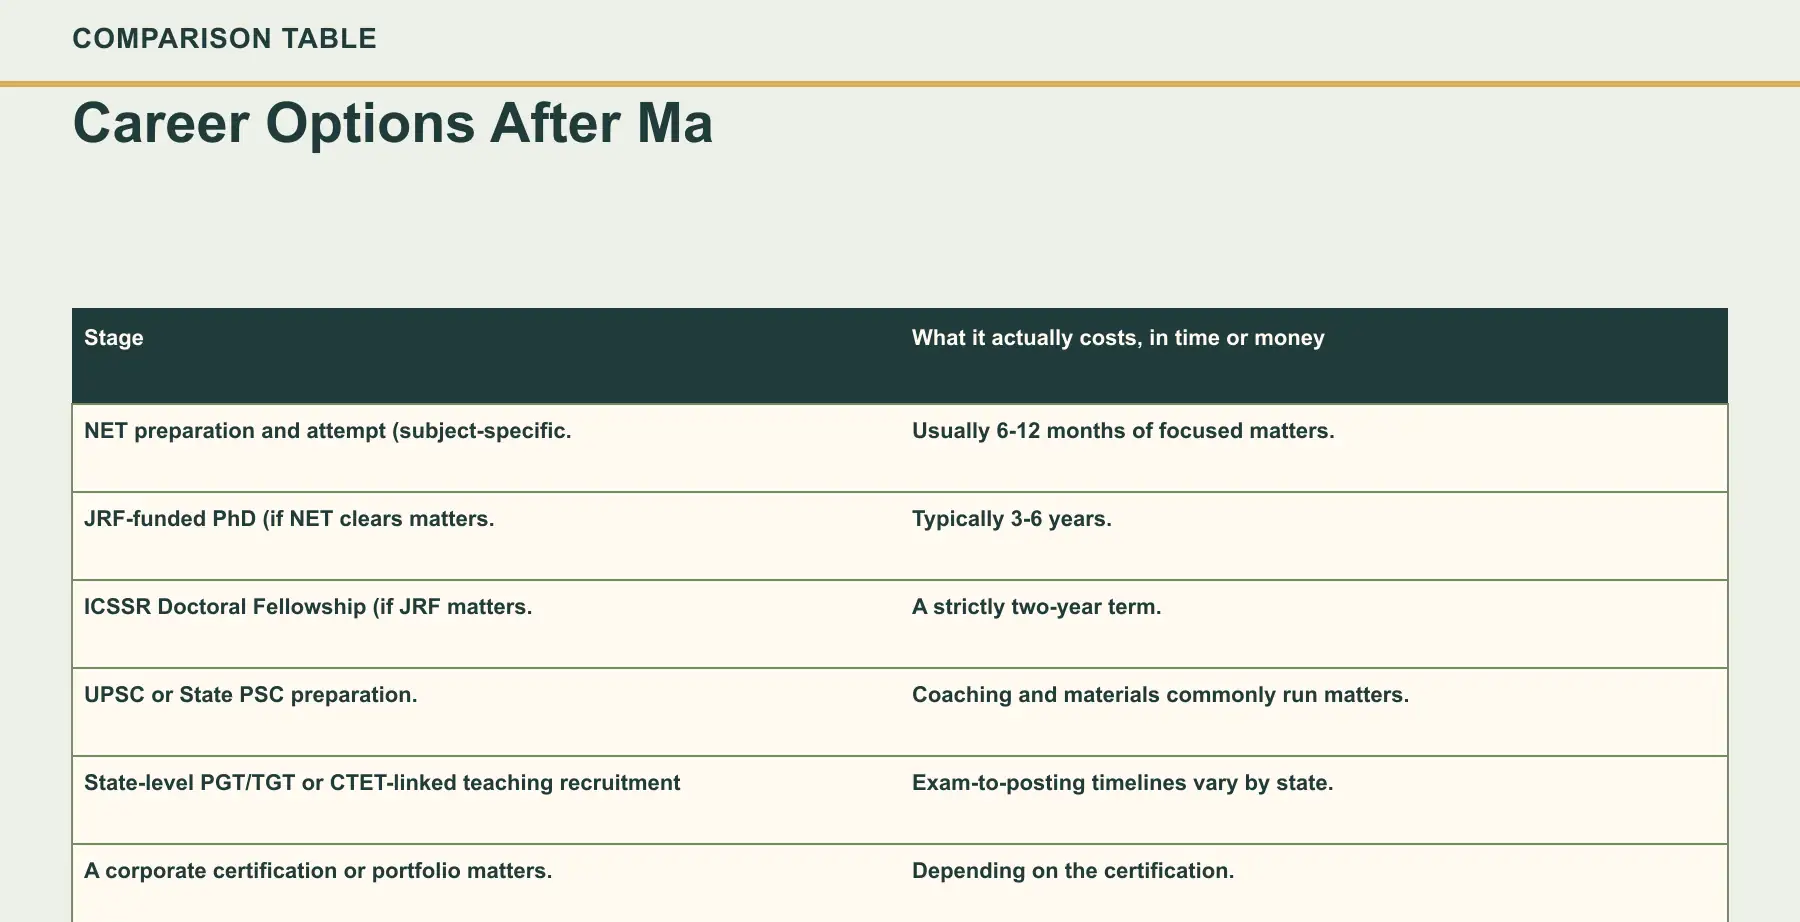 COMPARISON TABLE
Career Options After Ma
Stage What it actually costs, in time or money
NET preparation and attempt (subject-specific. Usually 6-12 months of focused matters.
JRF-funded PhD (if NET clears matters. Typically 3-6 years.
ICSSR Doctoral Fellowship (if JRF matters. A strictly two-year term.
UPSC or State PSC preparation. Coaching and materials commonly run matters.
State-level PGT/TGT or CTET-linked teaching recruitment Exam-to-posting timelines vary by state.
A corporate certification or portfolio matters. Depending on the certification.